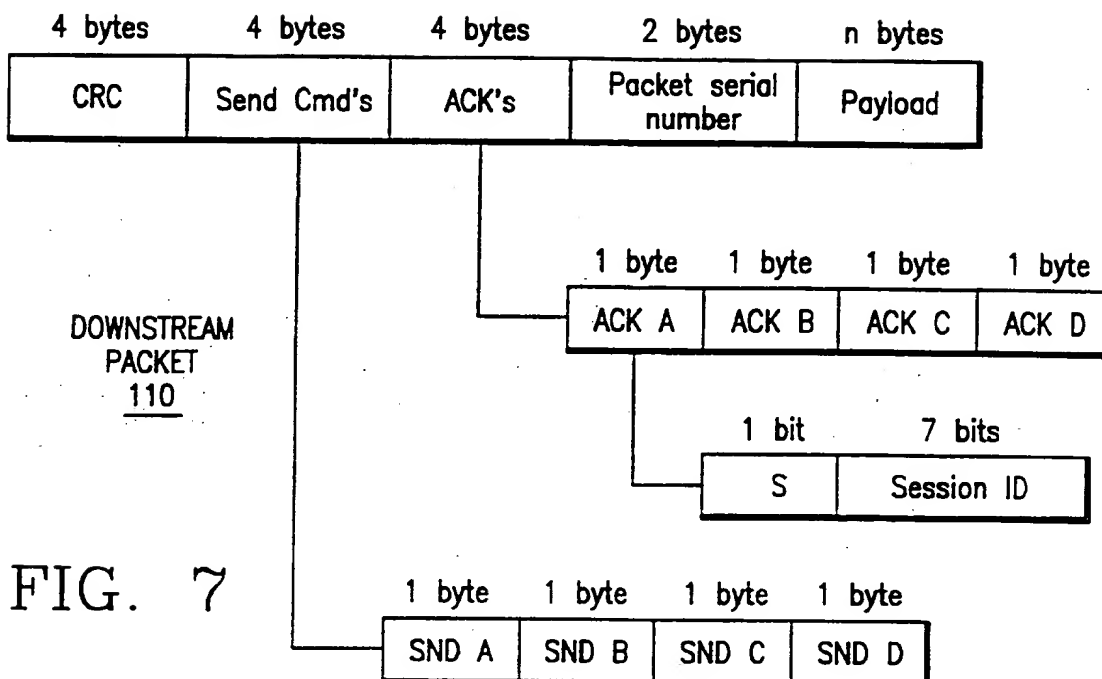 4 bytes 4 bytes 4 bytes 2 bytes n bytes
CRC Send Cmd's ACK's Packet serial number Payload
1 byte 1 byte 1 byte 1 byte
ACK A ACK B ACK C ACK D
DOWNSTREAM
PACKET
110
1 bit 7 bits
S Session ID
FIG. 7
1 byte 1 byte 1 byte 1 byte
SND A SND B SND C SND D